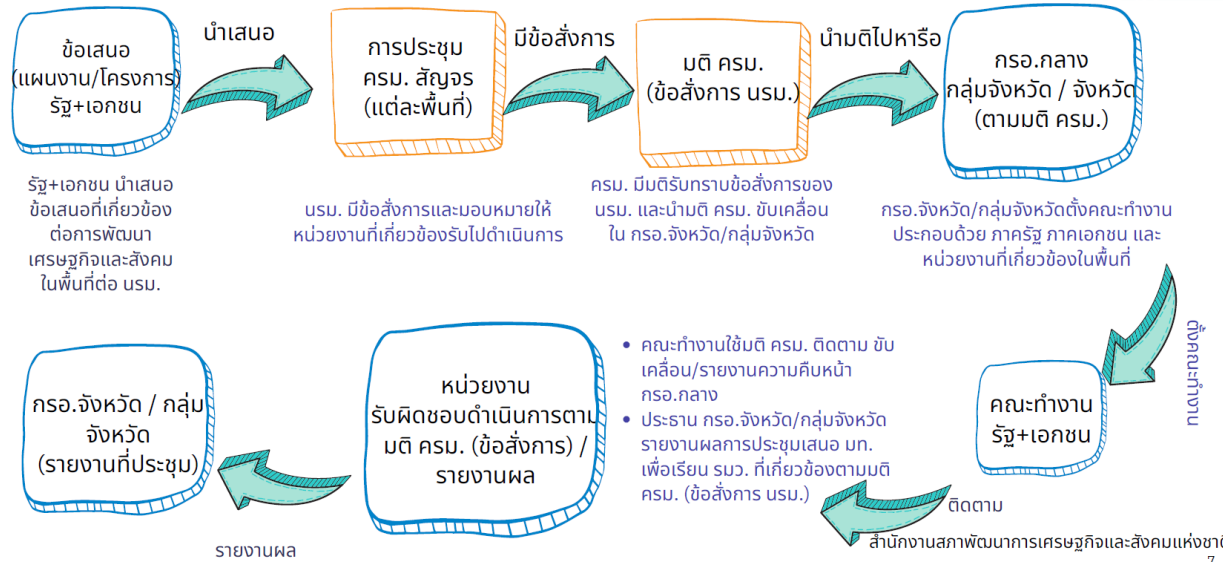 ข้อเสนอ
(แผนงาน/โครงการ)
รัฐ+เอกชน
นำเสนอ
การประชุม
ครม. สัญจร
(แต่ละพื้นที่)
มีข้อสั่งการ
มติ ครม.
(ข้อสั่งการ นรม.)
นำมติไปหารือ
กรอ.กลาง
กลุ่มจังหวัด / จังหวัด
(ตามมติ ครม.)
รัฐ+เอกชน นำเสนอ
ข้อเสนอที่เกี่ยวข้อง
ต่อการพัฒนา
เศรษฐกิจและสังคม
ในพื้นที่ต่อ นรม.
นรม. มีข้อสั่งการและมอบหมายให้
หน่วยงานที่เกี่ยวข้องรับไปดำเนินการ
ครม. มีมติรับทราบข้อสั่งการของ
นรม. และนำมติ ครม. ขับเคลื่อน
ใน กรอ.จังหวัด/กลุ่มจังหวัด
กรอ.จังหวัด/กลุ่มจังหวัดตั้งคณะทำงาน
ประกอบด้วย ภาครัฐ ภาคเอกชน และ
หน่วยงานที่เกี่ยวข้องในพื้นที่
ตั้งคณะทำงาน
คณะทำงาน
รัฐ+เอกชน
• คณะทำงานใช้มติ ครม. ติดตาม ขับ
เคลื่อน/รายงานความคืบหน้า
กรอ.กลาง
• ประธาน กรอ.จังหวัด/กลุ่มจังหวัด
รายงานผลการประชุมเสนอ มท.
เพื่อเรียน รมว. ที่เกี่ยวข้องตามมติ
ครม. (ข้อสั่งการ นรม.)
ติดตาม
หน่วยงาน
รับผิดชอบดำเนินการตาม
มติ ครม. (ข้อสั่งการ) /
รายงานผล
รายงานผล
กรอ.จังหวัด / กลุ่ม
จังหวัด
(รายงานที่ประชุม)
สำนักงานสภาพัฒนาการเศรษฐกิจและสังคมแห่งชาติ
7